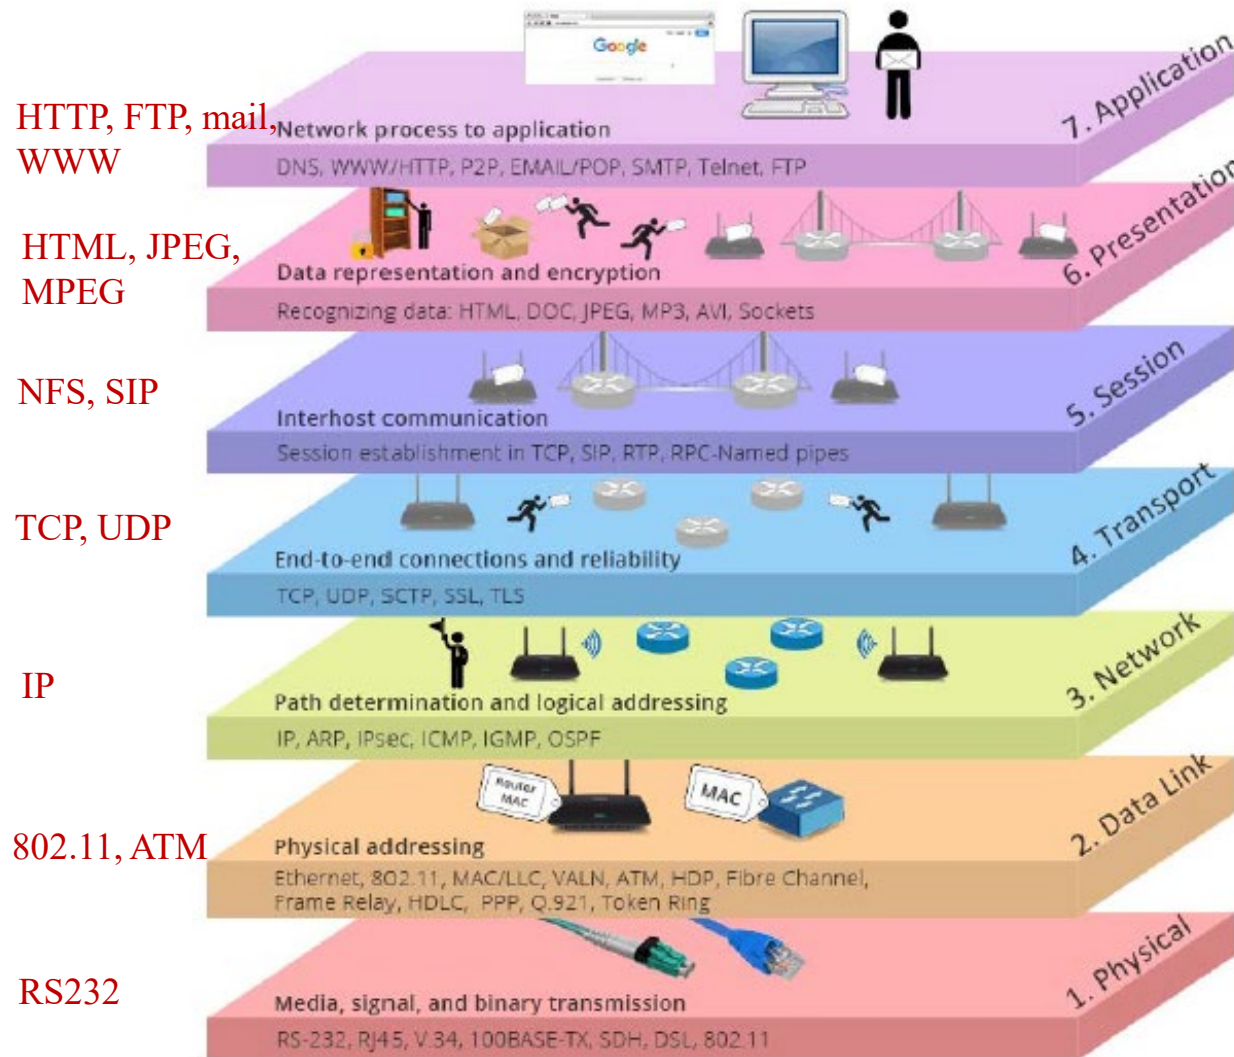 Google
7. Application
HTTP, FTP, mail,
WWW
Network process to application
DNS, WWW/HTTP, P2P, EMAIL/POP, SMTP, Telnet, FTP
6. Presentation
HTML, JPEG,
MPEG
Data representation and encryption
Recognizing data: HTML, DOC, JPEG, MP3, AVI, Sockets
5. Session
NFS, SIP
Interhost communication
Session establishment in TCP, SIP, RTP, RPC-Named pipes
4. Transport
TCP, UDP
End-to-end connections and reliability
TCP, UDP, SCTP, SSL, TLS
3. Network
IP
Path determination and logical addressing
IP, ARP, IPsec, ICMP, IGMP, OSPF
Router
MAC
MAC
2. Data Link
802.11, ATM
Physical addressing
Ethernet, 802.11, MAC/LLC, VALN, ATM, HDP, Fibre Channel,
Frame Relay, HDLC, PPP, Q.921, Token Ring
1. Physical
RS232
Media, signal, and binary transmission
RS-232, RJ45, V.34, 100BASE-TX, SDH, DSL, 802.11